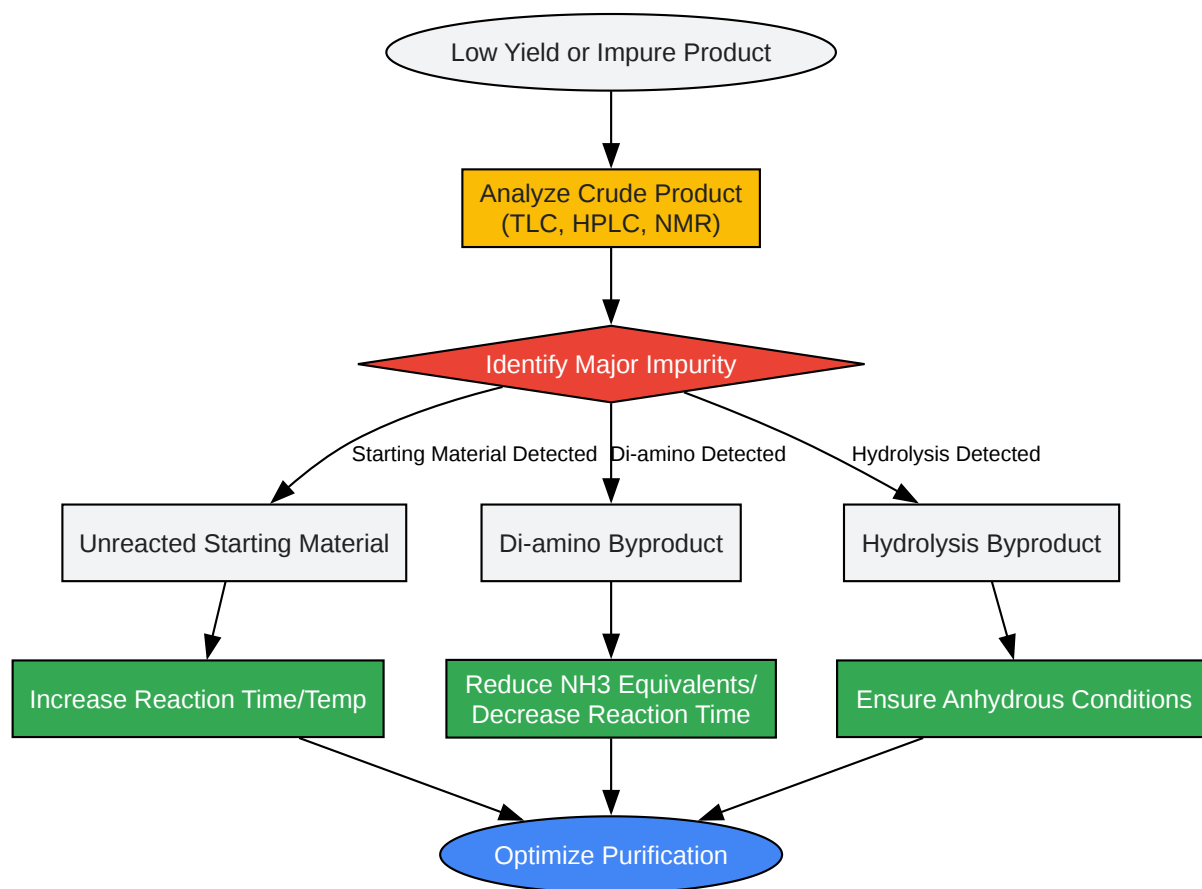 Low Yield or Impure Product
Analyze Crude Product
(TLC, HPLC, NMR)
Identify Major Impurity
Starting Material Detected
Di-amino Detected
Hydrolysis Detected
Unreacted Starting Material
Di-amino Byproduct
Hydrolysis Byproduct
Increase Reaction Time/Temp
Reduce NH3 Equivalents/
Decrease Reaction Time
Ensure Anhydrous Conditions
Optimize Purification